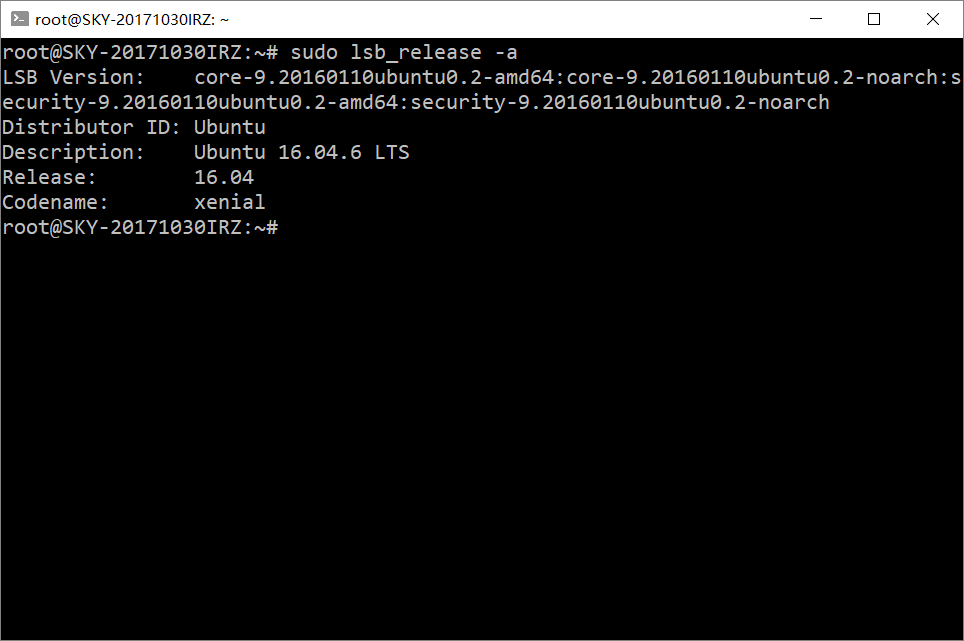 root@SKY-20171030IRZ: ~
root@SKY-20171030IRZ:~# sudo lsb_release -a
LSB Version:    core-9.20160110ubuntu0.2-amd64:core-9.20160110ubuntu0.2-noarch:s
ecurity-9.20160110ubuntu0.2-amd64:security-9.20160110ubuntu0.2-noarch
Distributor ID: Ubuntu
Description:    Ubuntu 16.04.6 LTS
Release:        16.04
Codename:       xenial
root@SKY-20171030IRZ:~#